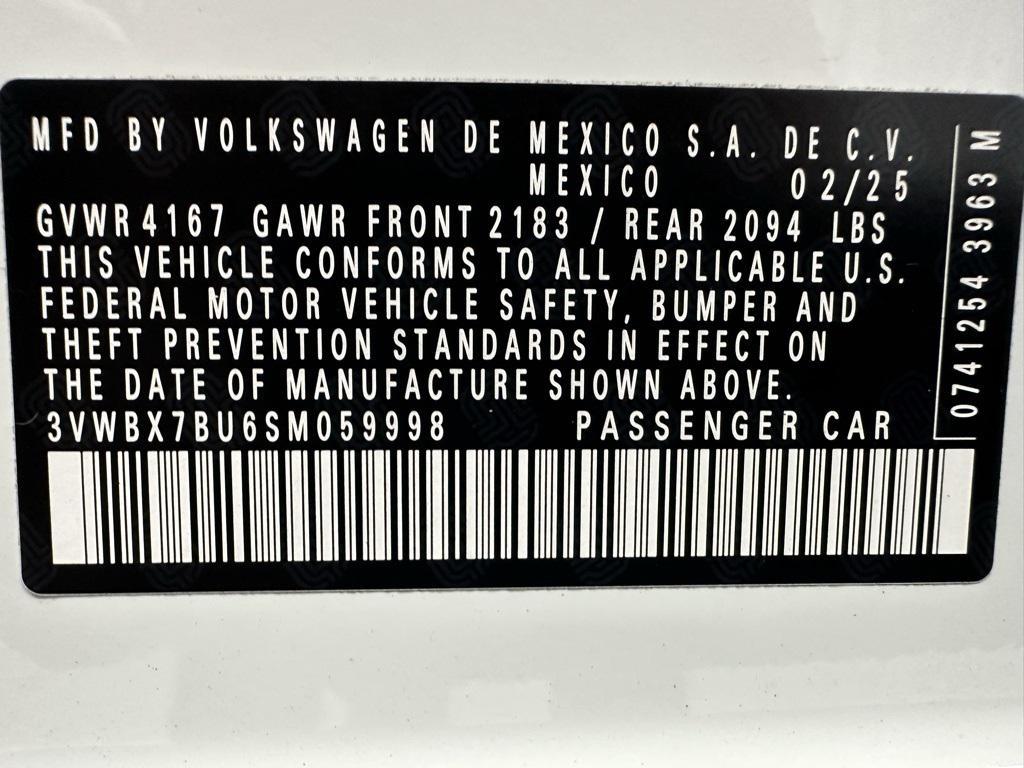 MFD BY VOLKSWAGEN DE MEXICO S.A. DE C.V.
MEXICO 02/25
GVWR 4167 GAWR FRONT 2183 / REAR 2094 LBS
THIS VEHICLE CONFORMS TO ALL APPLICABLE U.S.
FEDERAL MOTOR VEHICLE SAFETY, BUMPER AND
THEFT PREVENTION STANDARDS IN EFFECT ON
THE DATE OF MANUFACTURE SHOWN ABOVE.
3VWBX7BU6SM059998 PASSENGER CAR
0741254 3963 M